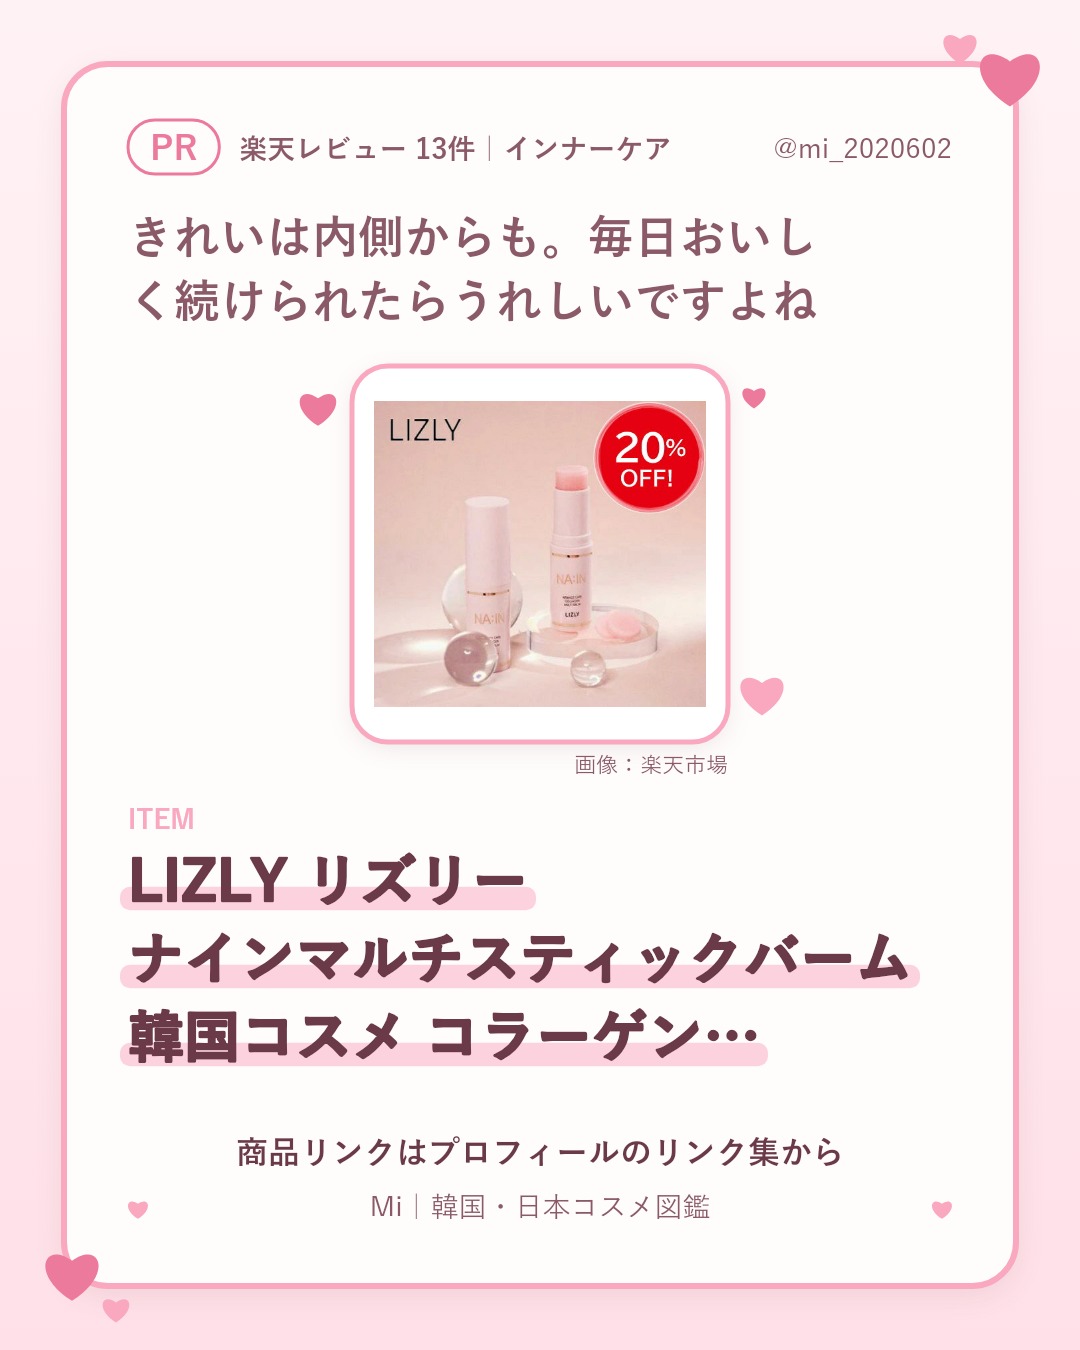 PR 楽天レビュー 13件｜インナーケア @mi_2020602
きれいは内側からも。毎日おいし
く続けられたらうれしいですよね
LIZLY
20%
OFF!
NA:IN
NA:IN
LIZLY
画像：楽天市場
ITEM
LIZLY リズリー
ナインマルチスティックバーム
韓国コスメ コラーゲン…
商品リンクはプロフィールのリンク集から
Mi｜韓国・日本コスメ図鑑